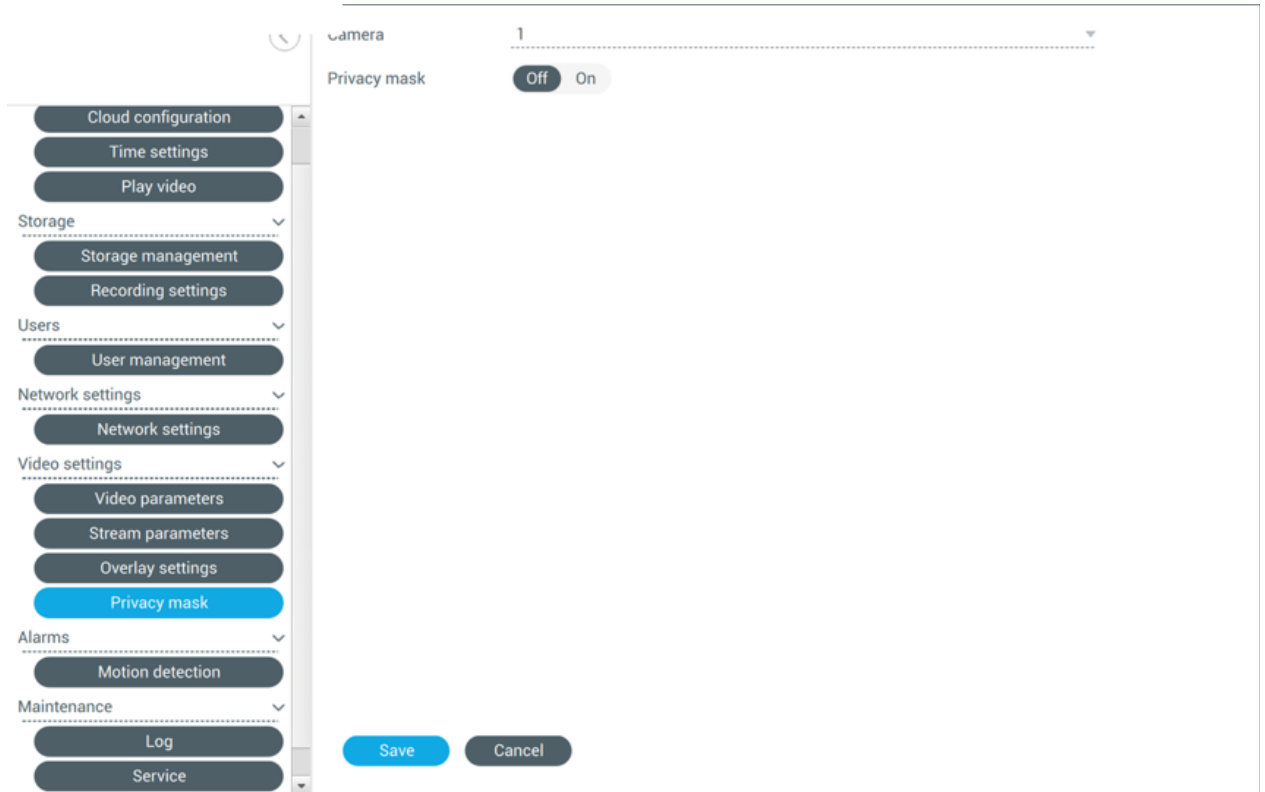 Camera 1
Privacy mask Off On
Cloud configuration
Time settings
Play video
Storage
Storage management
Recording settings
Users
User management
Network settings
Network settings
Video settings
Video parameters
Stream parameters
Overlay settings
Privacy mask
Alarms
Motion detection
Maintenance
Log
Service
Save Cancel